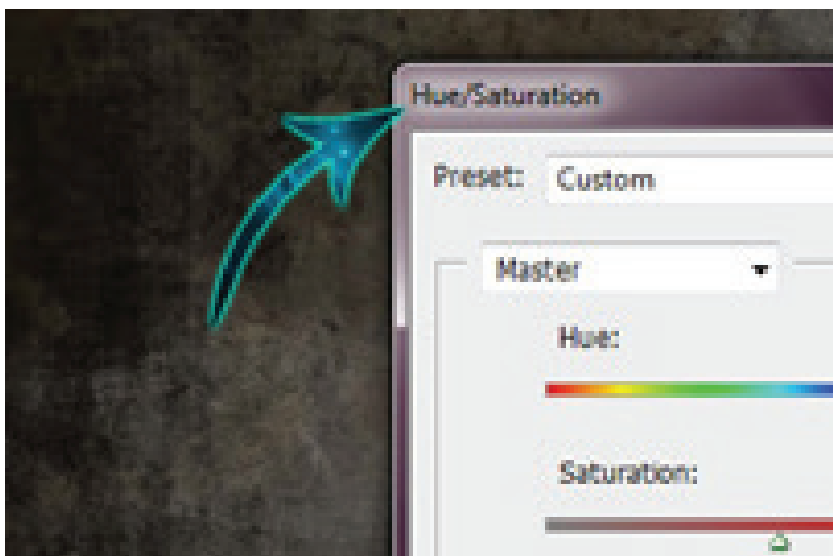 Hue/Saturation
Preset: Custom
Master
Hue:
Saturation: